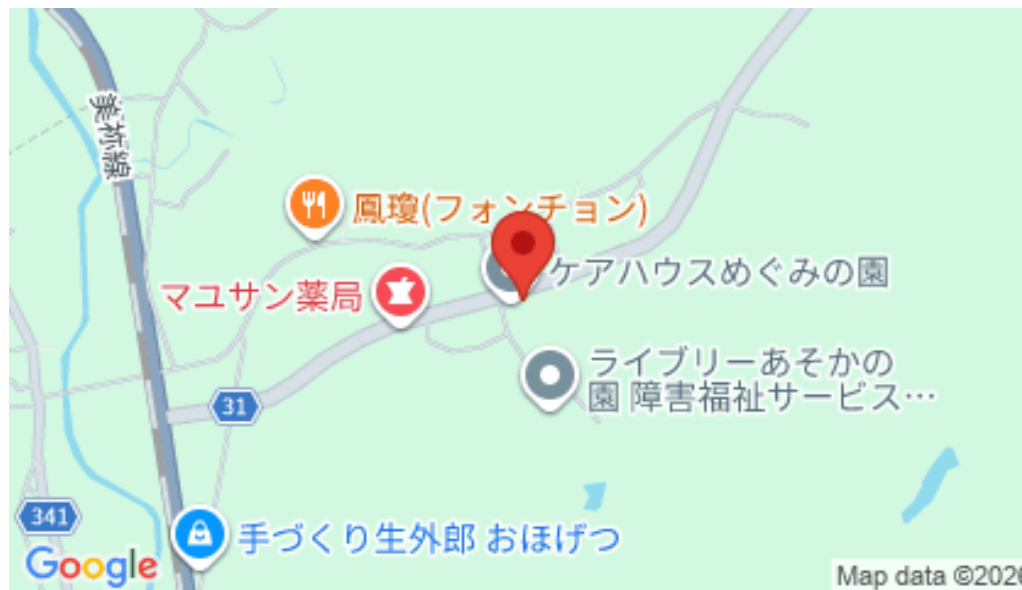 美祢線
鳳瓊(フォンチョン)
ケアハウスめぐみの園
マユサン薬局
ライブリーあそかの
園 障害福祉サービス…
31
341
手づくり生外郎 おほげつ
Google
Map data ©2026